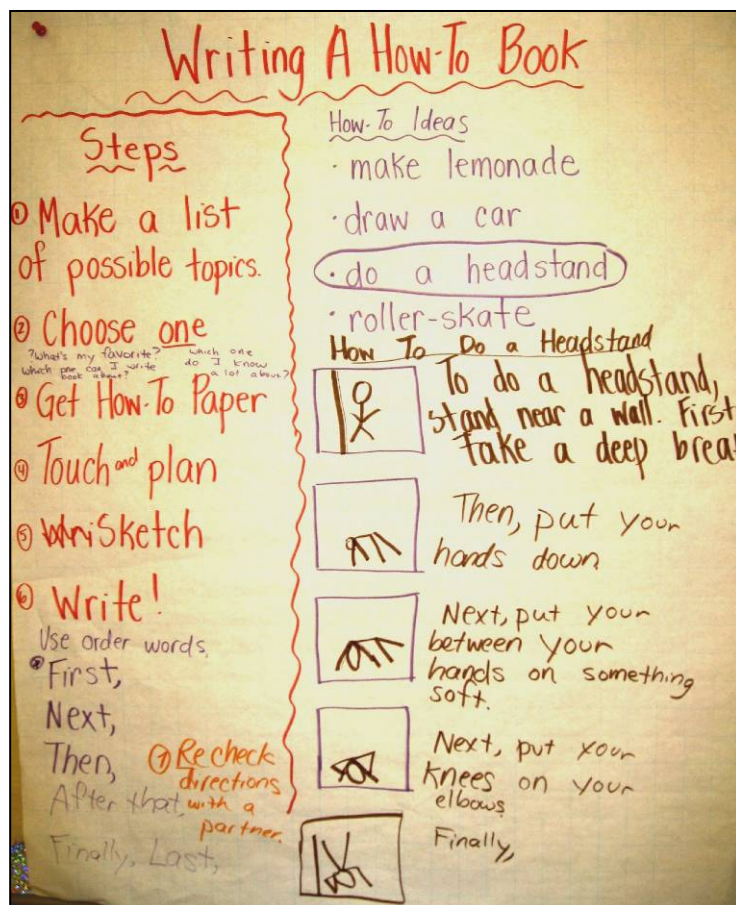 Writing A How-To Book
Steps
① Make a list
of possible topics.
② Choose one
?What's my favorite? which one
which one can I write do I know
book about? a lot about?
③ Get How-To Paper
④ Touch and plan
⑤ Sketch
⑥ Write!
Use order words.
First,
Next,
Then,
After that,
Finally, Last,
⑦ Recheck
directions
with a
partner.
How-To Ideas
· make lemonade
· draw a car
· do a headstand
· roller-skate
How To Do a Headstand
To do a headstand,
stand near a wall. First
take a deep brea
Then, put your
hands down
Next, put your
between your
hands on something
soft.
Next, put your
knees on your
elbows
Finally,